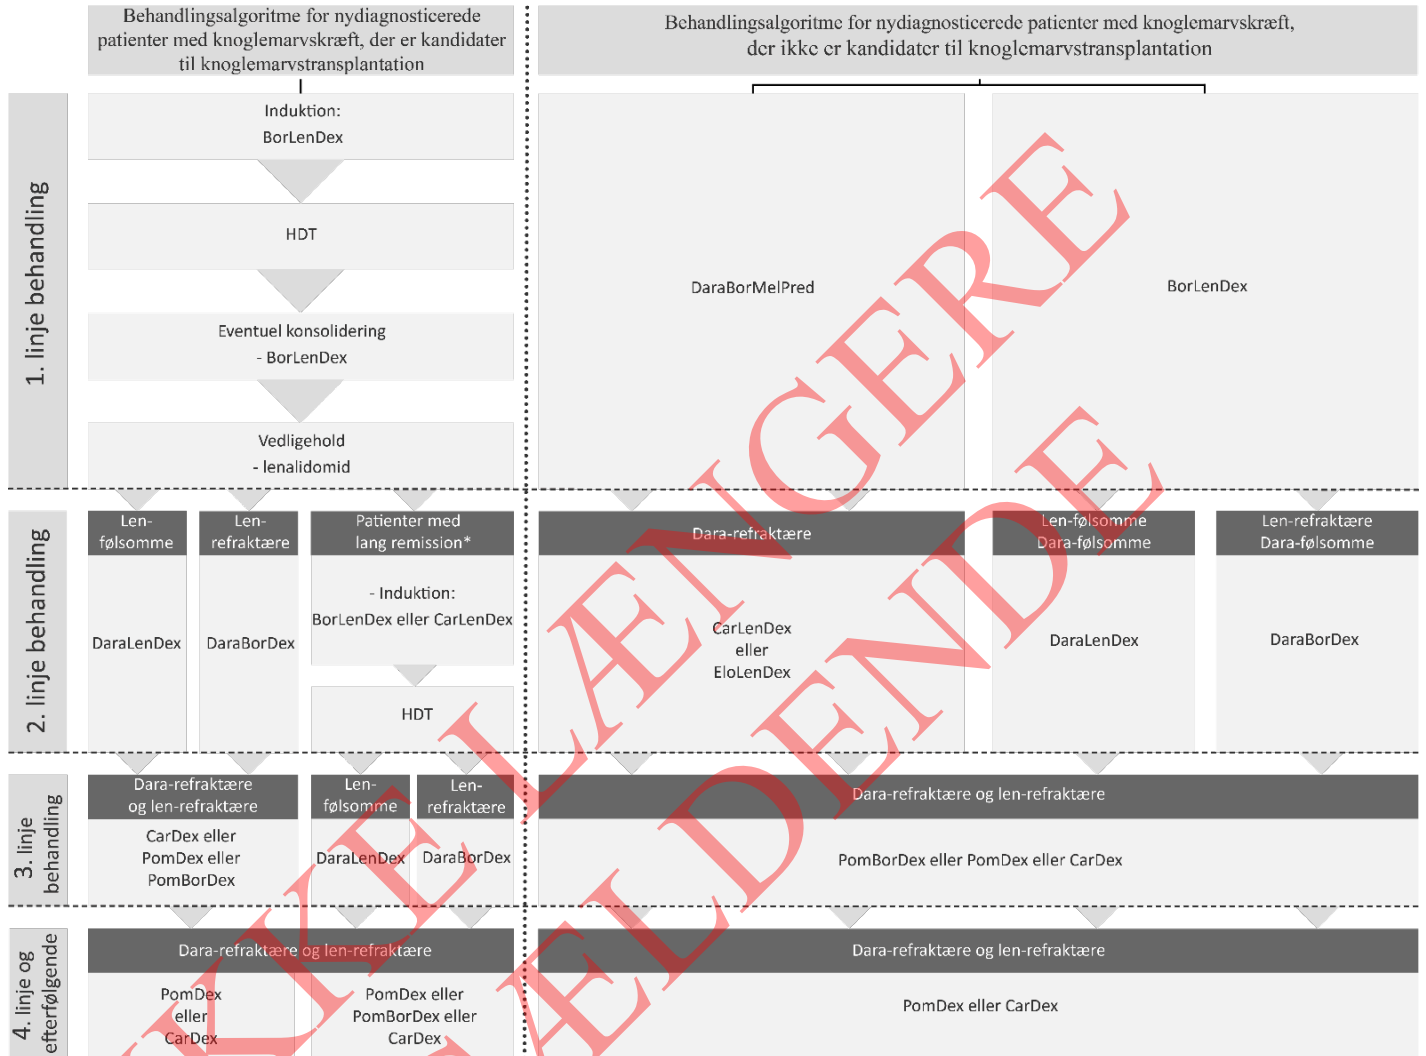 Behandlingsalgoritme for nydiagnosticerede
patienter med knoglemarvskræft, der er kandidater
til knoglemarvstransplantation
Behandlingsalgoritme for nydiagnosticerede patienter med knoglemarvskræft,
der ikke er kandidater til knoglemarvstransplantation
1. linje behandling
Induktion:
BorLenDex
HDT
Eventuel konsolidering
- BorLenDex
Vedligehold
- lenalidomid
DaraBorMelPred
BorLenDex
2. linje behandling
Len-
følsomme
DaraLenDex
Len-
refraktære
DaraBorDex
Patienter med
lang remission*
- Induktion:
BorLenDex eller CarLenDex
HDT
Dara-refraktære
CarLenDex
eller
EloLenDex
Len-følsomme
Dara-følsomme
DaraLenDex
Len-refraktære
Dara-følsomme
DaraBorDex
3. linje
behandling
Dara-refraktære
og len-refraktære
CarDex eller
PomDex eller
PomBorDex
Len-
følsomme
DaraLenDex
Len-
refraktære
DaraBorDex
Dara-refraktære og len-refraktære
PomBorDex eller PomDex eller CarDex
4. linje og
efterfølgende
Dara-refraktære og len-refraktære
PomDex
eller
CarDex
PomDex eller
PomBorDex eller
CarDex
Dara-refraktære og len-refraktære
PomDex eller CarDex
KKE LÆNGERE
ÆLDENDE